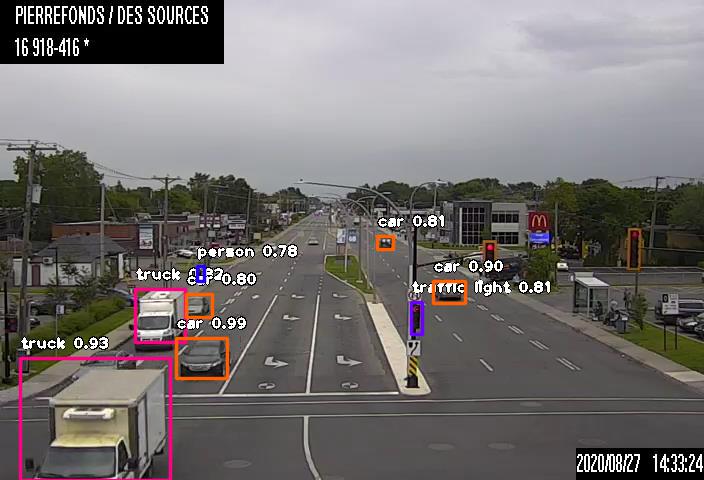 PIERREFONDS / DES SOURCES
16 918-416 *
car 0.81
person 0.78
car 0.90
truck 0.82
car 0.80
traffic light 0.81
car 0.99
truck 0.93
2020/08/27 14:33:24